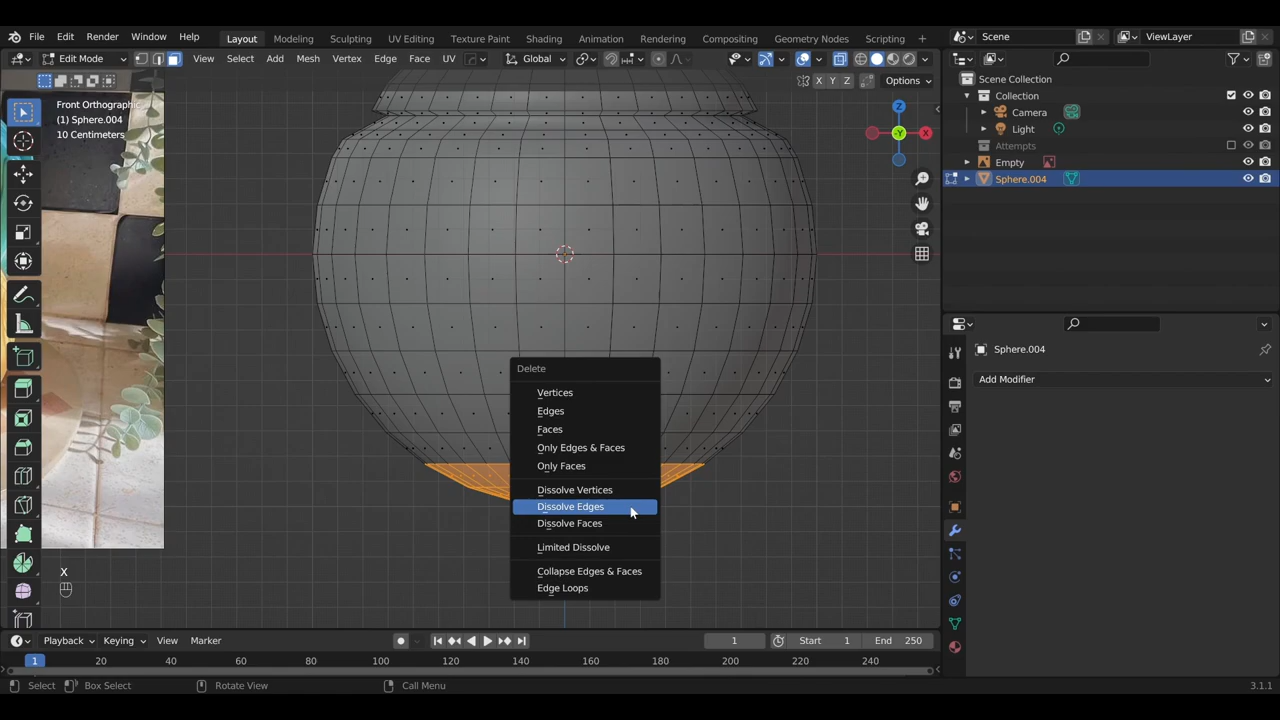 File Edit Render Window Help Layout Modeling Sculpting UV Editing Texture Paint Shading Animation Rendering Compositing Geometry Nodes Scripting + Scene ViewLayer
Edit Mode View Select Add Mesh Vertex Edge Face UV Global
X Y Z Options
Front Orthographic
(1) Sphere.004
10 Centimeters
Z
-Y
X
Scene Collection
Collection
Camera
Light
Attempts
Empty
Sphere.004
Sphere.004
Add Modifier
Delete
Vertices
Edges
Faces
Only Edges & Faces
Only Faces
Dissolve Vertices
Dissolve Edges
Dissolve Faces
Limited Dissolve
Collapse Edges & Faces
Edge Loops
X
Playback Keying View Marker 1 Start 1 End 250
1 20 40 60 80 100 120 140 160 180 200 220 240
Select Box Select Rotate View Call Menu 3.1.1